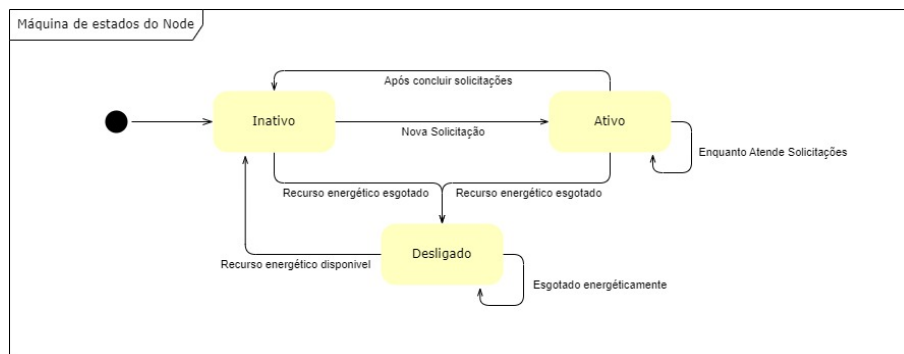 Máquina de estados do Node
Após concluir solicitações
Inativo
Ativo
Nova Solicitação
Enquanto Atende Solicitações
Recurso energético esgotado
Recurso energético esgotado
Desligado
Recurso energético disponivel
Esgotado energéticamente